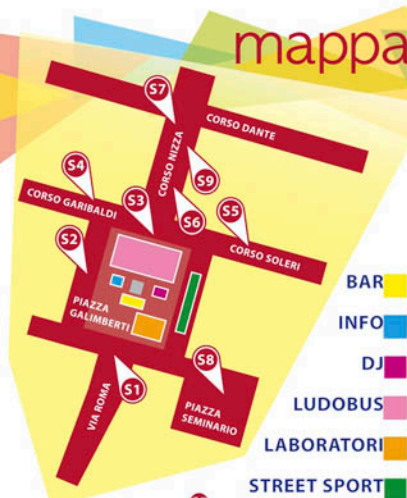 mappa
S7
CORSO DANTE
CORSO NIZZA
S4
S9
CORSO GARIBALDI
S3
S6
S5
S2
CORSO SOLERI
BAR
PIAZZA
GALIMBERTI
INFO
DJ
S8
S1
LUDOBUS
VIA ROMA
PIAZZA
SEMINARIO
LABORATORI
STREET SPORT